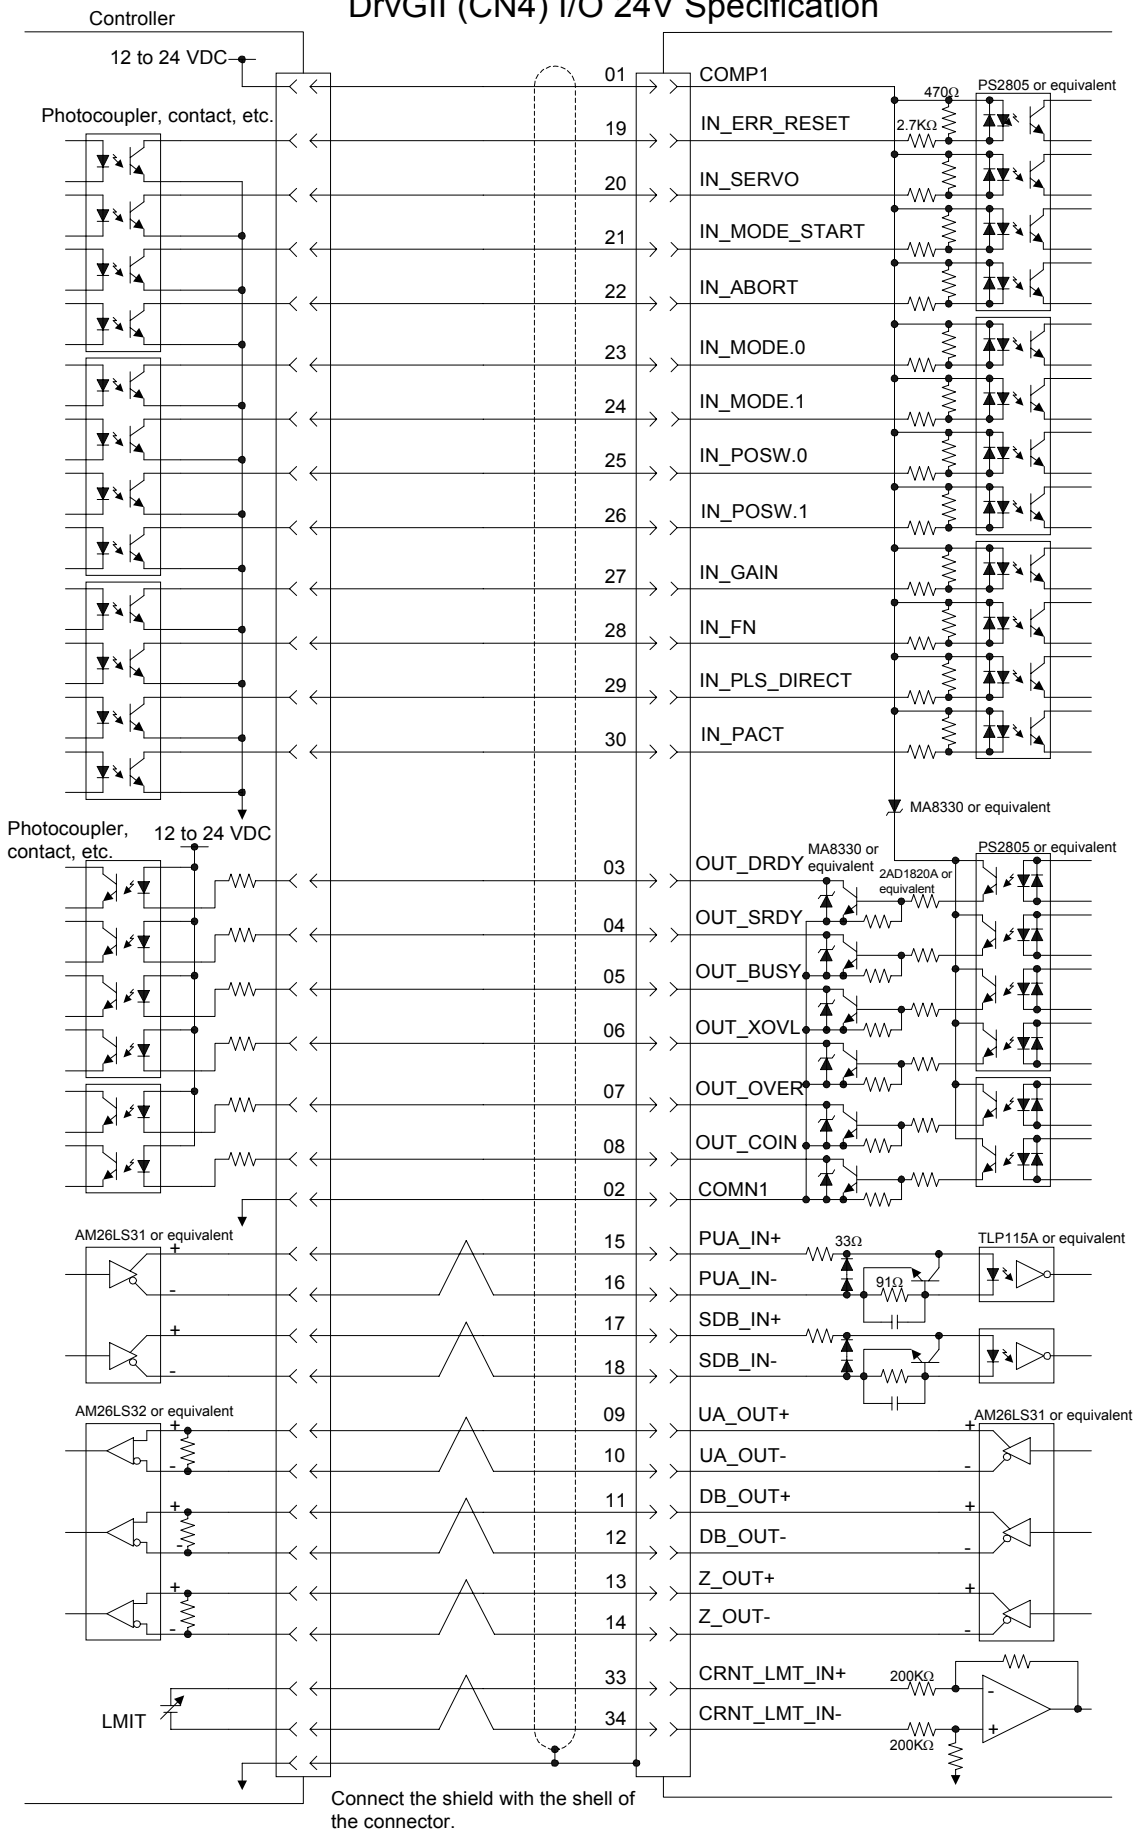 DrvGII (CN4) I/O 24V Specification
Controller
12 to 24 VDC
01 COMP1
470Ω
PS2805 or equivalent
Photocoupler, contact, etc.
19 IN_ERR_RESET
2.7KΩ
20 IN_SERVO
21 IN_MODE_START
22 IN_ABORT
23 IN_MODE.0
24 IN_MODE.1
25 IN_POSW.0
26 IN_POSW.1
27 IN_GAIN
28 IN_FN
29 IN_PLS_DIRECT
30 IN_PACT
MA8330 or equivalent
Photocoupler,
contact, etc.
12 to 24 VDC
03 OUT_DRDY
MA8330 or
equivalent
2AD1820A or
equivalent
PS2805 or equivalent
04 OUT_SRDY
05 OUT_BUSY
06 OUT_XOVL
07 OUT_OVER
08 OUT_COIN
02 COMN1
AM26LS31 or equivalent
+
15 PUA_IN+
33Ω
TLP115A or equivalent
-
16 PUA_IN-
91Ω
+
17 SDB_IN+
-
18 SDB_IN-
AM26LS32 or equivalent
+
09 UA_OUT+
+
AM26LS31 or equivalent
-
10 UA_OUT-
-
+
11 DB_OUT+
+
-
12 DB_OUT-
-
+
13 Z_OUT+
+
-
14 Z_OUT-
-
33 CRNT_LMT_IN+
200KΩ
-
LMIT
34 CRNT_LMT_IN-
+
200KΩ
Connect the shield with the shell of
the connector.